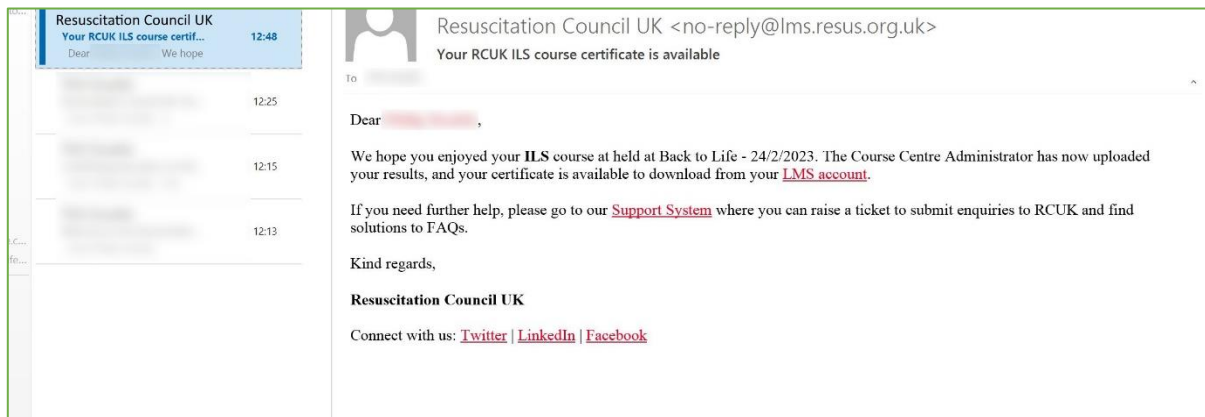 Resuscitation Council UK
Your RCUK ILS course certif... 12:48
Dear We hope
12:25
12:15
12:13
Resuscitation Council UK <no-reply@lms.resus.org.uk>
Your RCUK ILS course certificate is available
To
Dear ,
We hope you enjoyed your ILS course at held at Back to Life - 24/2/2023. The Course Centre Administrator has now uploaded
your results, and your certificate is available to download from your LMS account.
If you need further help, please go to our Support System where you can raise a ticket to submit enquiries to RCUK and find
solutions to FAQs.
Kind regards,
Resuscitation Council UK
Connect with us: Twitter | LinkedIn | Facebook